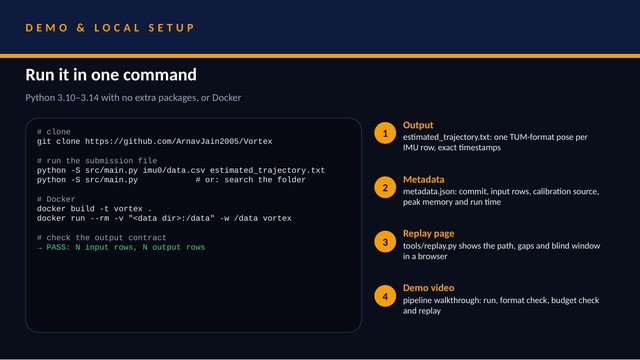 DEMO & LOCAL SETUP
Run it in one command
Python 3.10–3.14 with no extra packages, or Docker
# clone
git clone https://github.com/ArnavJain2005/Vortex
# run the submission file
python -S src/main.py imu0/data.csv estimated_trajectory.txt
python -S src/main.py # or: search the folder
# Docker
docker build -t vortex .
docker run --rm -v "<data dir>:/data" -w /data vortex
# check the output contract
→ PASS: N input rows, N output rows
1
Output
estimated_trajectory.txt: one TUM-format pose per
IMU row, exact timestamps
2
Metadata
metadata.json: commit, input rows, calibration source,
peak memory and run time
3
Replay page
tools/replay.py shows the path, gaps and blind window
in a browser
4
Demo video
pipeline walkthrough: run, format check, budget check
and replay